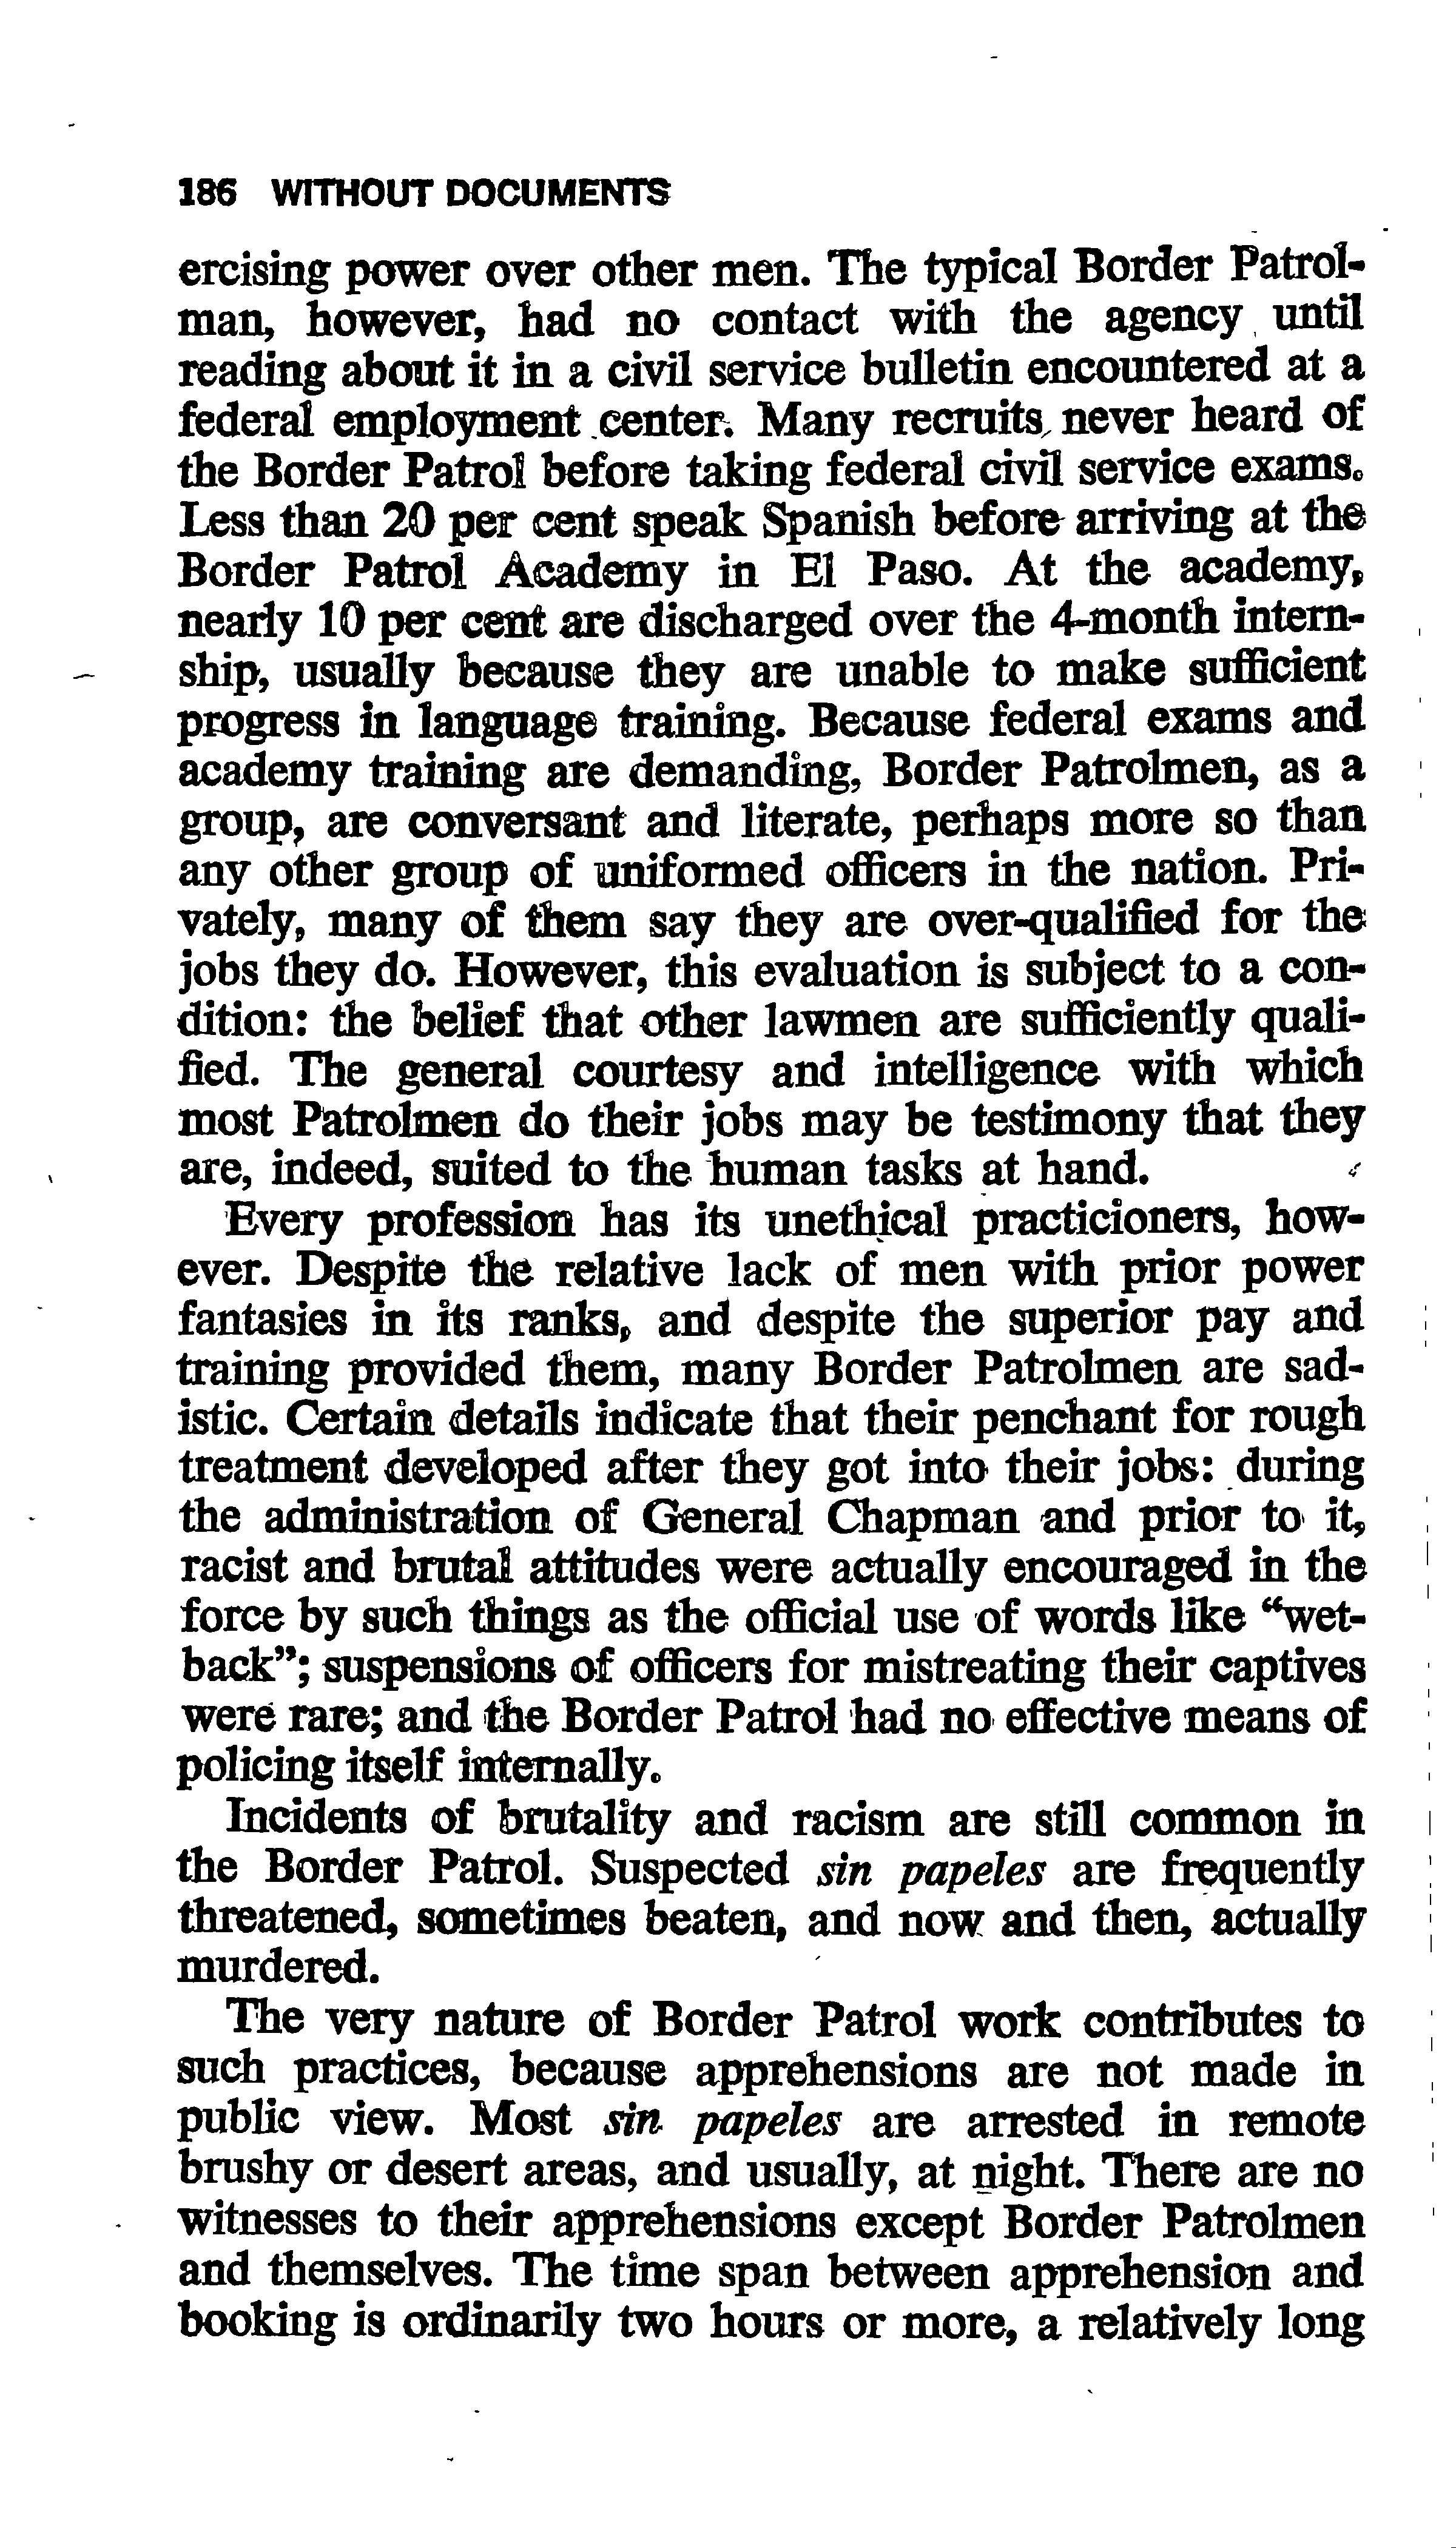 186 WITHOUT DOCUMENTS
ercising power over other men. The typical Border Patrol-
man, however, had no contact with the agency until
reading about it in a civil service bulletin encountered at a
federal employment center. Many recruits never heard of
the Border Patrol before taking federal civil service exams.
Less than 20 per cent speak Spanish before arriving at the
Border Patrol Academy in El Paso. At the academy,
nearly 10 per cent are discharged over the 4-month intern-
ship, usually because they are unable to make sufficient
progress in language training. Because federal exams and
academy training are demanding, Border Patrolmen, as a
group, are conversant and literate, perhaps more so than
any other group of uniformed officers in the nation. Pri-
vately, many of them say they are over-qualified for the
jobs they do. However, this evaluation is subject to a con-
dition: the belief that other lawmen are sufficiently quali-
fied. The general courtesy and intelligence with which
most Patrolmen do their jobs may be testimony that they
are, indeed, suited to the human tasks at hand.
Every profession has its unethical practicioners, how-
ever. Despite the relative lack of men with prior power
fantasies in its ranks, and despite the superior pay and
training provided them, many Border Patrolmen are sad-
istic. Certain details indicate that their penchant for rough
treatment developed after they got into their jobs: during
the administration of General Chapman and prior to it,
racist and brutal attitudes were actually encouraged in the
force by such things as the official use of words like “wet-
back”; suspensions of officers for mistreating their captives
were rare; and the Border Patrol had no effective means of
policing itself internally.
Incidents of brutality and racism are still common in
the Border Patrol. Suspected sin papeles are frequently
threatened, sometimes beaten, and now and then, actually
murdered.
The very nature of Border Patrol work contributes to
such practices, because apprehensions are not made in
public view. Most sin papeles are arrested in remote
brushy or desert areas, and usually, at night. There are no
witnesses to their apprehensions except Border Patrolmen
and themselves. The time span between apprehension and
booking is ordinarily two hours or more, a relatively long